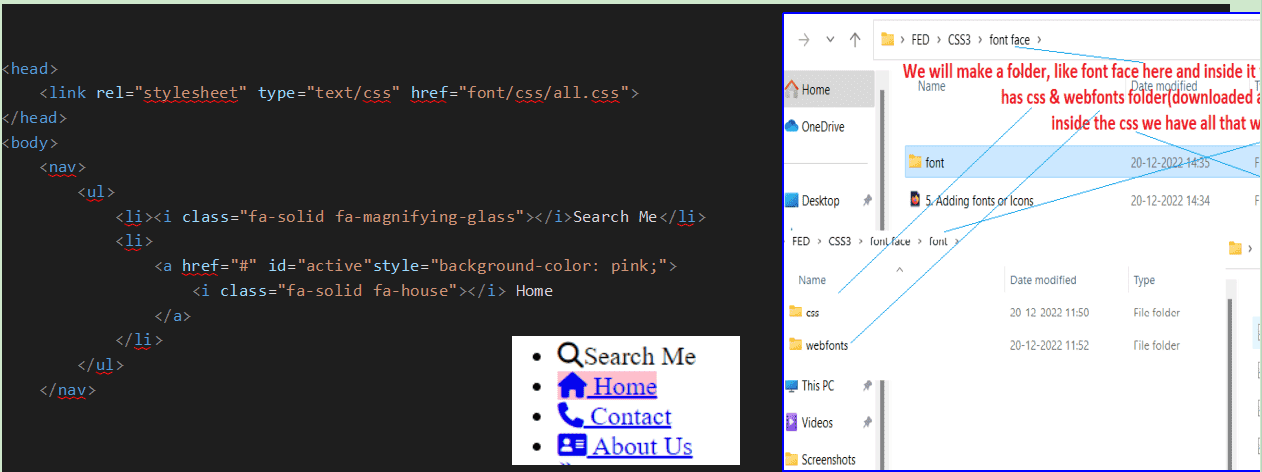 <head>
<link rel="stylesheet" type="text/css" href="font/css/all.css">
</head>
<body>
<nav>
<ul>
<li><i class="fa-solid fa-magnifying-glass"></i>Search Me</li>
<li>
<a href="#" id="active"style="background-color: pink;">
<i class="fa-solid fa-house"></i> Home
</a>
</li>
</ul>
</nav>
Search Me
Home
Contact
About Us
FED > CSS3 > font face >
We will make a folder, like font face here and inside it
Name Date modified
has css & webfonts folder(downloaded
inside the css we have all that
Home
OneDrive
font 20-12-2022 14:35
Desktop
5. Adding fonts or Icons 20-12-2022 14:34
FED > CSS3 > font face > font >
Name Date modified Type
css 20-12-2022 11:50 File folder
webfonts 20-12-2022 11:52 File folder
This PC
Videos
Screenshots